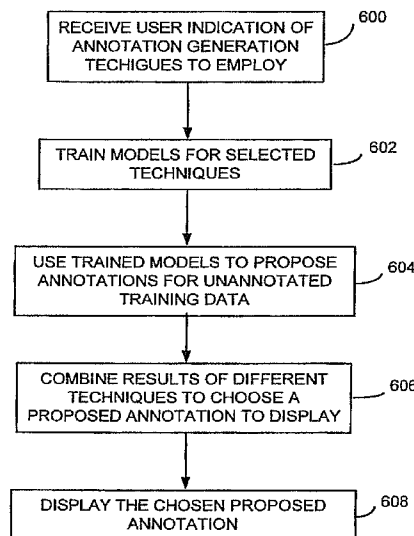 RECEIVE USER INDICATION OF
ANNOTATION GENERATION
TECHIGUES TO EMPLOY
600
TRAIN MODELS FOR SELECTED
TECHNIQUES
602
USE TRAINED MODELS TO PROPOSE
ANNOTATIONS FOR UNANNOTATED
TRAINING DATA
604
COMBINE RESULTS OF DIFFERENT
TECHNIQUES TO CHOOSE A
PROPOSED ANNOTATION TO DISPLAY
606
DISPLAY THE CHOSEN PROPOSED
ANNOTATION
608